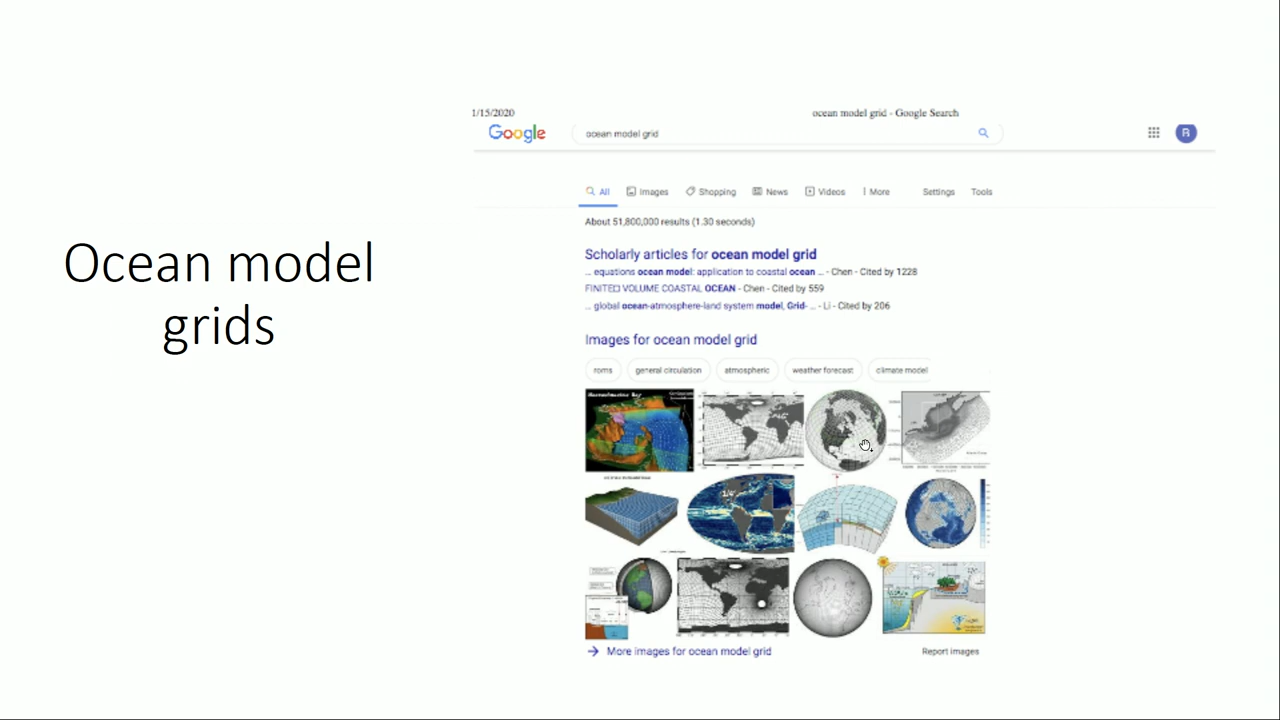 Ocean model
grids
1/15/2020
ocean model grid - Google Search
Google
ocean model grid
R
All
Images
Shopping
News
Videos
More
Settings
Tools
About 51,800,000 results (1.30 seconds)
Scholarly articles for ocean model grid
... equations ocean model: application to coastal ocean ... - Chen - Cited by 1228
FINITE□ VOLUME COASTAL OCEAN - Chen - Cited by 559
... global ocean-atmosphere-land system model, Grid- ... - Li - Cited by 206
Images for ocean model grid
roms
general circulation
atmospheric
weather forecast
climate model
1/4°
More images for ocean model grid
Report images